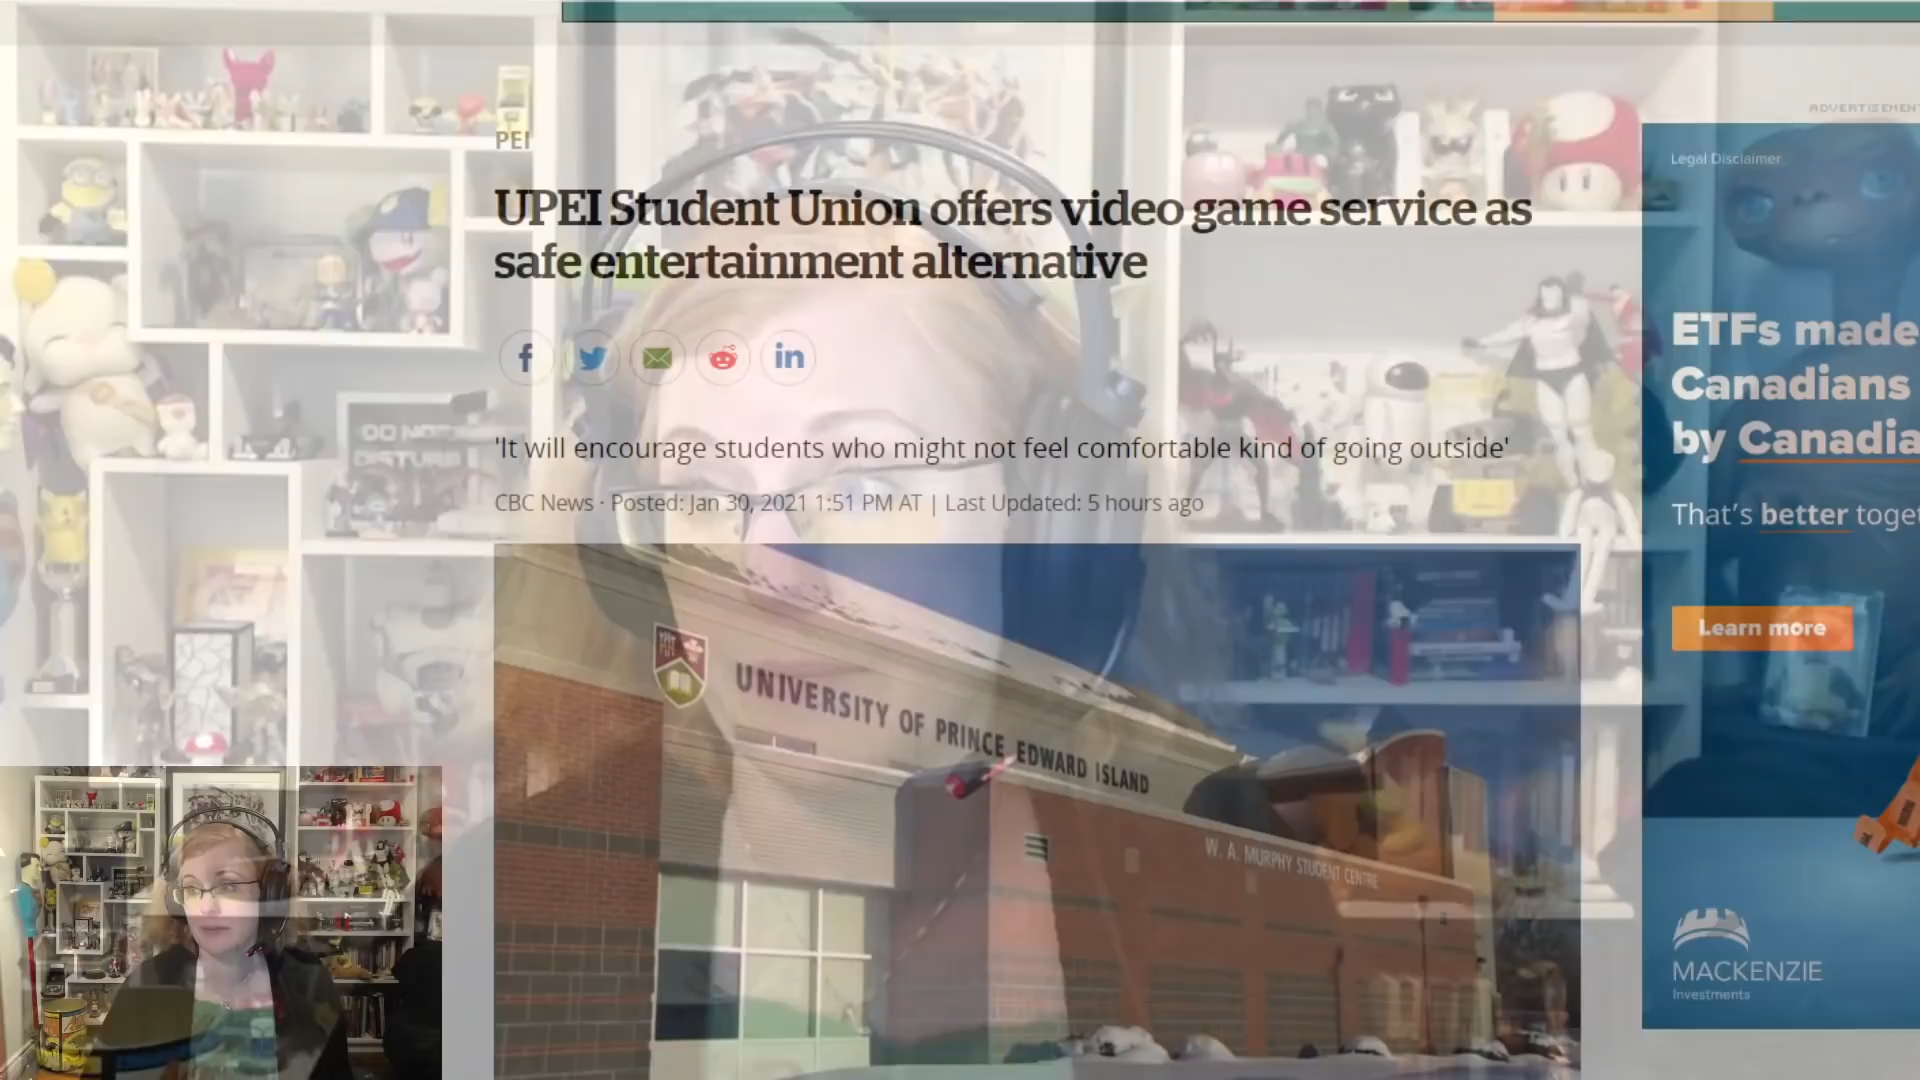 ADVERTISEMENT
PEI
Legal Disclaimer
UPEI Student Union offers video game service as
safe entertainment alternative
ETFs made
Canadians
by Canadia
'It will encourage students who might not feel comfortable kind of going outside'
DO NOT
DISTURB
CBC News · Posted: Jan 30, 2021 1:51 PM AT | Last Updated: 5 hours ago
That's better toget
Learn more
UNIVERSITY OF PRINCE EDWARD ISLAND
W. A. MURPHY STUDENT CENTRE
MACKENZIE
Investments